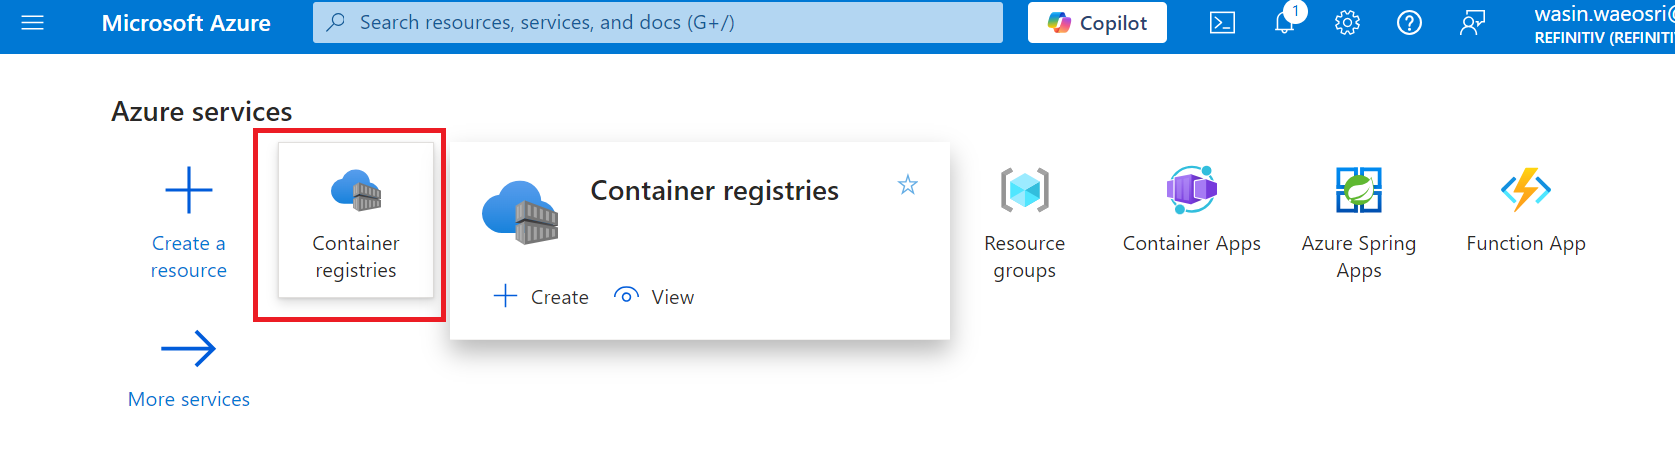 Microsoft Azure
Search resources, services, and docs (G+/)
Copilot
1
wasin.waeosri@
REFINITIV (REFINITI
Azure services
Create a
resource
Container
registries
Container registries
Create
View
Resource
groups
Container Apps
Azure Spring
Apps
Function App
More services